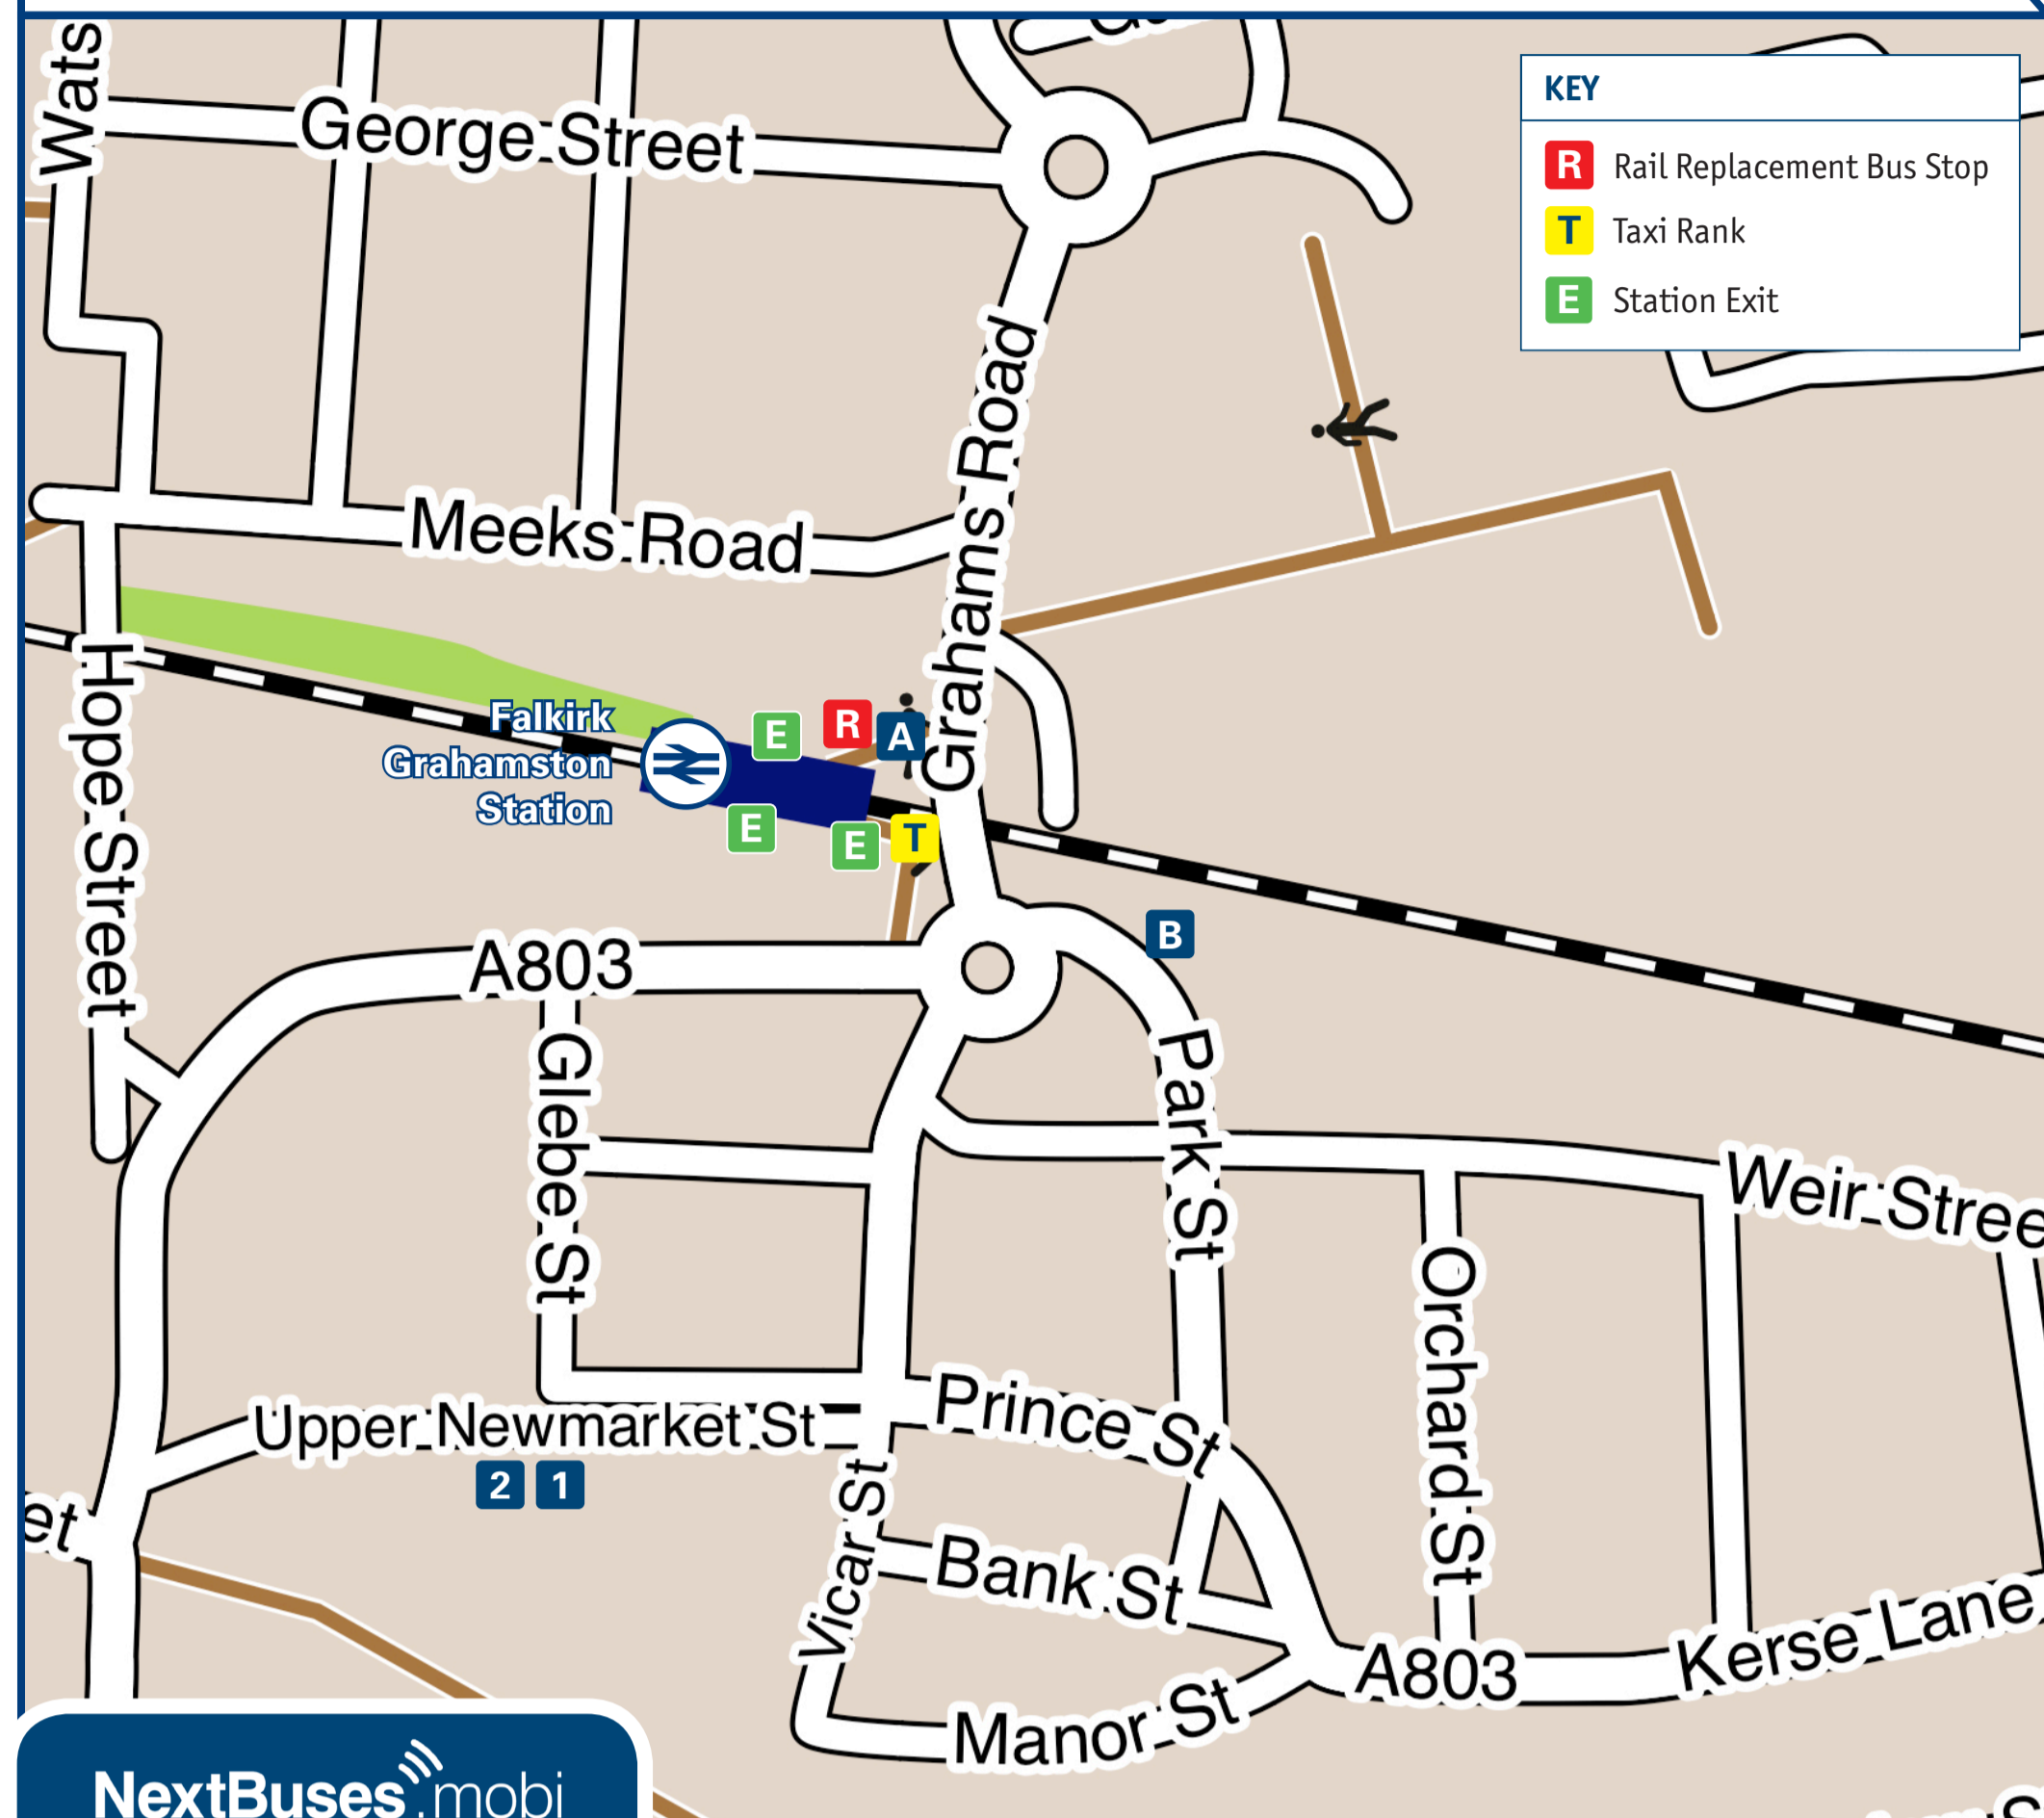 Wats
George Street
KEY
R Rail Replacement Bus Stop
T Taxi Rank
E Station Exit
Grahams Road
Meeks Road
Hope Street
Falkirk
Grahamston
Station
E
R
A
E
E
T
B
A803
Glebe St
Park St
Weir Stree
Orchard St
Prince St
Upper Newmarket St
2 1
Vicar St
et
Bank St
A803
Kerse Lane
Manor St
NextBuses.mobi